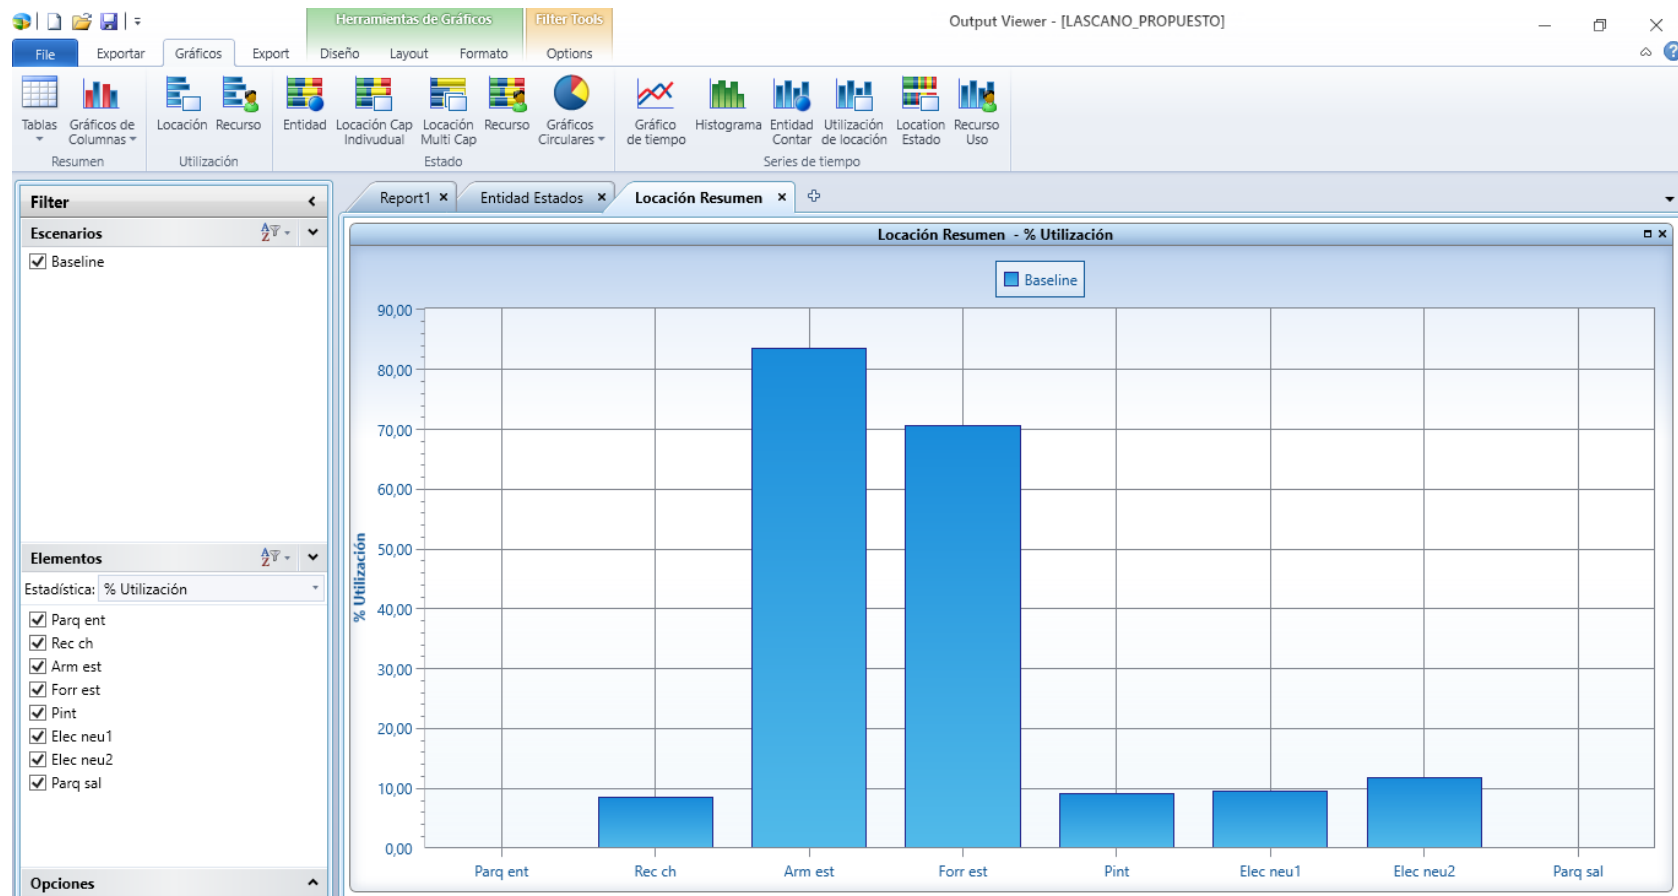 Herramientas de Gráficos Filter Tools Output Viewer - [LASCANO_PROPUESTO]
File Exportar Gráficos Export Diseño Layout Formato Options
Tablas Gráficos de Locación Recurso Entidad Locación Cap Locación Recurso Gráficos Gráfico Histograma Entidad Utilización Location Recurso
Columnas Indivudual Multi Cap Circulares de tiempo Contar de locación Estado Uso
Resumen Utilización Estado Series de tiempo
Filter
Escenarios
Baseline
Elementos
Estadística: % Utilización
Parq ent
Rec ch
Arm est
Forr est
Pint
Elec neu1
Elec neu2
Parq sal
Opciones
Report1 Entidad Estados Locación Resumen
Locación Resumen - % Utilización
Baseline
% Utilización
90,00
80,00
70,00
60,00
50,00
40,00
30,00
20,00
10,00
0,00
Parq ent Rec ch Arm est Forr est Pint Elec neu1 Elec neu2 Parq sal